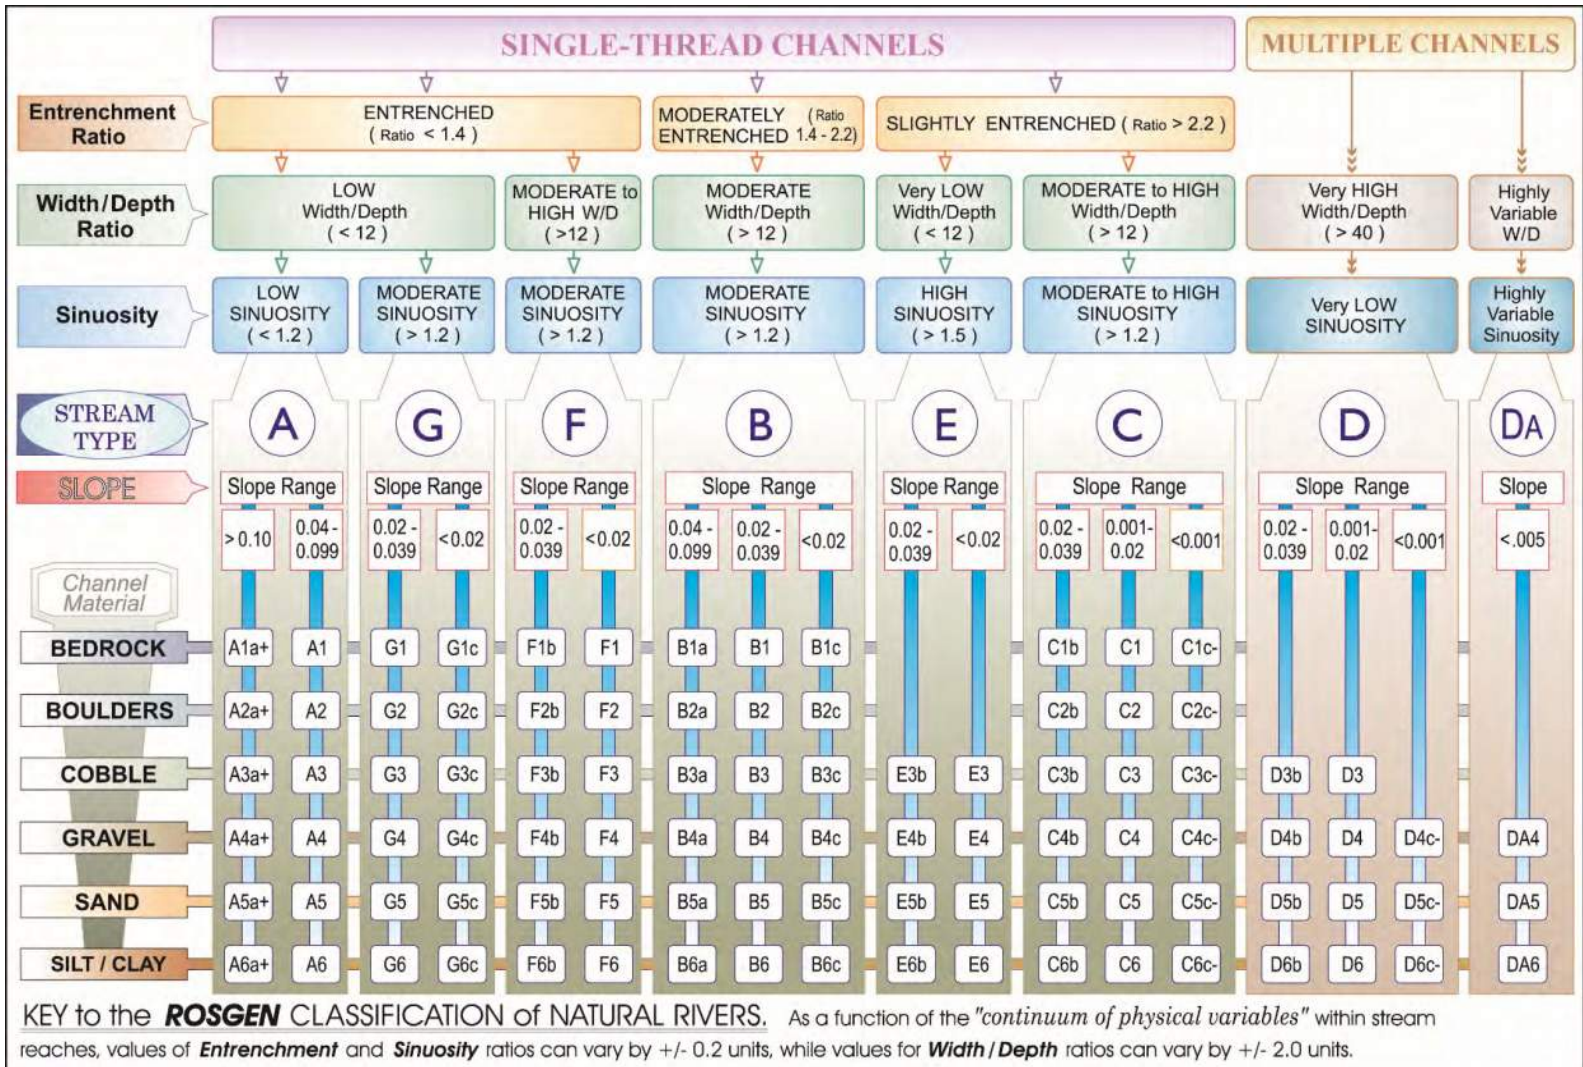 SINGLE-THREAD CHANNELS
MULTIPLE CHANNELS
Entrenchment
Ratio
ENTRENCHED
( Ratio < 1.4 )
MODERATELY ( Ratio
ENTRENCHED 1.4 - 2.2)
SLIGHTLY ENTRENCHED ( Ratio > 2.2 )
Width/Depth
Ratio
LOW
Width/Depth
( < 12 )
MODERATE to
HIGH W/D
( >12 )
MODERATE
Width/Depth
( > 12 )
Very LOW
Width/Depth
( < 12 )
MODERATE to HIGH
Width/Depth
( > 12 )
Very HIGH
Width/Depth
( > 40 )
Highly
Variable
W/D
Sinuosity
LOW
SINUOSITY
( < 1.2 )
MODERATE
SINUOSITY
( > 1.2 )
MODERATE
SINUOSITY
( > 1.2 )
MODERATE
SINUOSITY
( > 1.2 )
HIGH
SINUOSITY
( > 1.5 )
MODERATE to HIGH
SINUOSITY
( > 1.2 )
Very LOW
SINUOSITY
Highly
Variable
Sinuosity
STREAM
TYPE
A G F B E C D DA
SLOPE
Slope Range Slope Range Slope Range Slope Range Slope Range Slope Range Slope Range Slope
> 0.10
0.04 -
0.099
0.02 -
0.039
<0.02
0.02 -
0.039
<0.02
0.04 -
0.099
0.02 -
0.039
<0.02
0.02 -
0.039
<0.02
0.02 -
0.039
0.001-
0.02
<0.001
0.02 -
0.039
0.001-
0.02
<0.001
<.005
Channel
Material
BEDROCK A1a+ A1 G1 G1c F1b F1 B1a B1 B1c C1b C1 C1c-
BOULDERS A2a+ A2 G2 G2c F2b F2 B2a B2 B2c C2b C2 C2c-
COBBLE A3a+ A3 G3 G3c F3b F3 B3a B3 B3c E3b E3 C3b C3 C3c- D3b D3
GRAVEL A4a+ A4 G4 G4c F4b F4 B4a B4 B4c E4b E4 C4b C4 C4c- D4b D4 D4c- DA4
SAND A5a+ A5 G5 G5c F5b F5 B5a B5 B5c E5b E5 C5b C5 C5c- D5b D5 D5c- DA5
SILT / CLAY A6a+ A6 G6 G6c F6b F6 B6a B6 B6c E6b E6 C6b C6 C6c- D6b D6 D6c- DA6
KEY to the ROSGEN CLASSIFICATION of NATURAL RIVERS. As a function of the "continuum of physical variables" within stream
reaches, values of Entrenchment and Sinuosity ratios can vary by +/- 0.2 units, while values for Width / Depth ratios can vary by +/- 2.0 units.